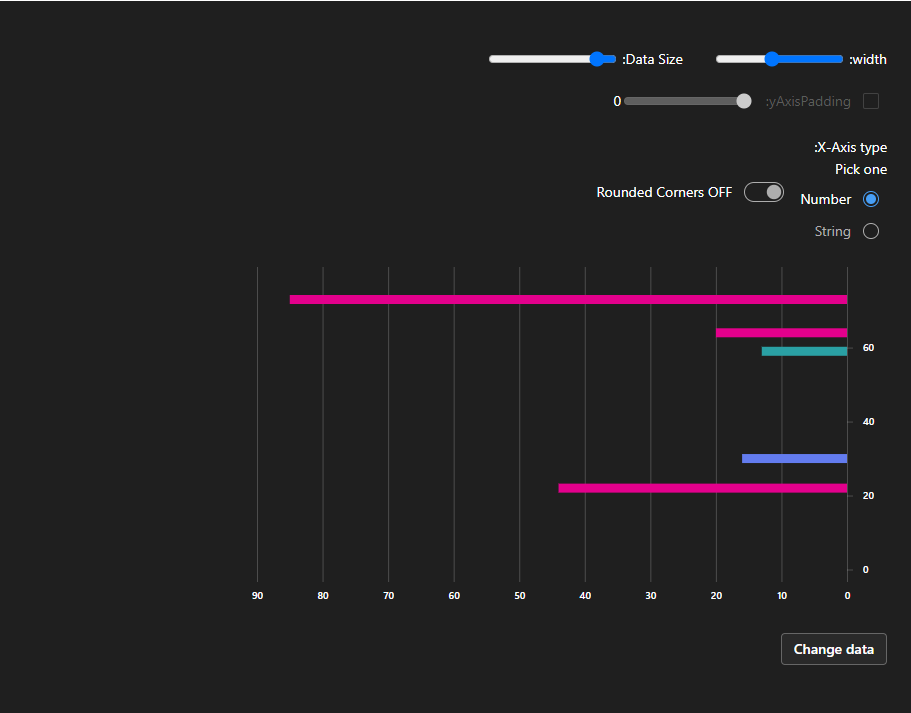 :Data Size :width
0 :yAxisPadding
:X-Axis type
Pick one
Rounded Corners OFF Number
String
60
40
20
0
90 80 70 60 50 40 30 20 10 0
Change data